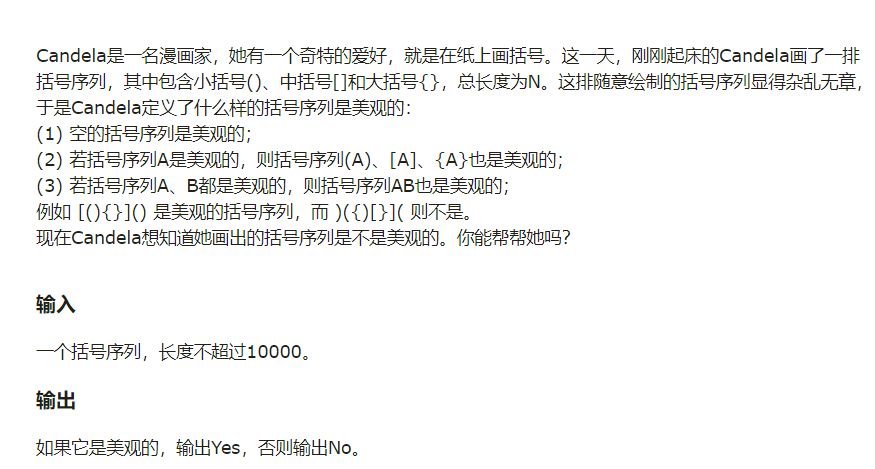 Candela是一名漫画家，她有一个奇特的爱好，就是在纸上画括号。这一天，刚刚起床的Candela画了一排
括号序列，其中包含小括号()、中括号[]和大括号{}，总长度为N。这排随意绘制的括号序列显得杂乱无章，
于是Candela定义了什么样的括号序列是美观的：
(1) 空的括号序列是美观的；
(2) 若括号序列A是美观的，则括号序列(A)、[A]、{A}也是美观的；
(3) 若括号序列A、B都是美观的，则括号序列AB也是美观的；
例如 [(){}]() 是美观的括号序列，而 )({)[}]( 则不是。
现在Candela想知道她画出的括号序列是不是美观的。你能帮帮她吗？
输入
一个括号序列，长度不超过10000。
输出
如果它是美观的，输出Yes，否则输出No。